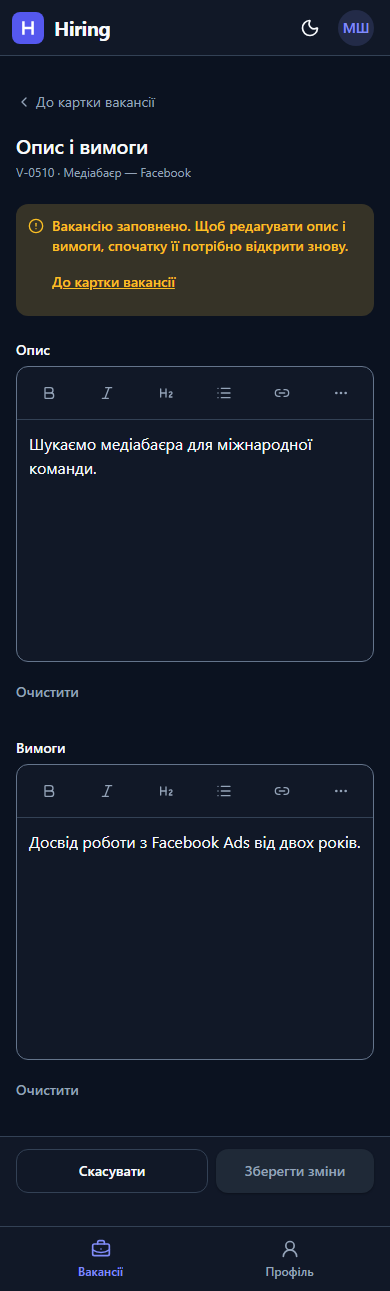 H Hiring
МШ
До картки вакансії
Опис і вимоги
V-0510 · Медіабаєр — Facebook
Вакансію заповнено. Щоб редагувати опис і
вимоги, спочатку її потрібно відкрити знову.
До картки вакансії
Опис
B I H2
Шукаємо медіабаєра для міжнародної
команди.
Очистити
Вимоги
B I H2
Досвід роботи з Facebook Ads від двох років.
Очистити
Скасувати Зберегти зміни
Вакансії Профіль